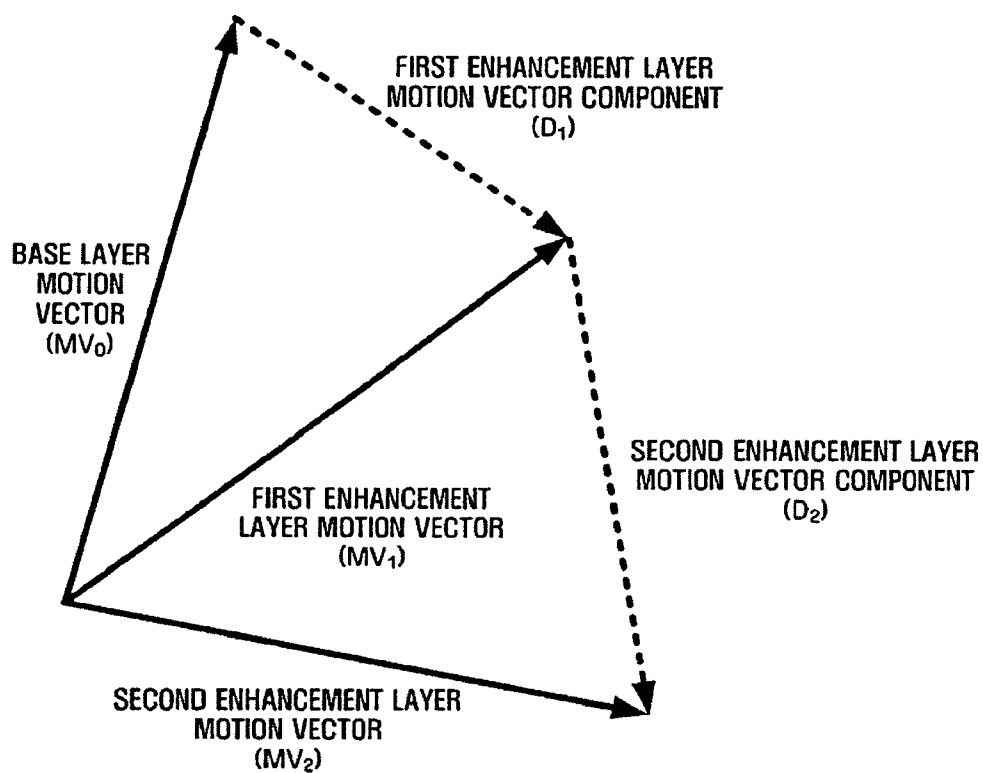 FIRST ENHANCEMENT LAYER
MOTION VECTOR COMPONENT
(D₁)
BASE LAYER
MOTION
VECTOR
(MV₀)
SECOND ENHANCEMENT LAYER
MOTION VECTOR COMPONENT
(D₂)
FIRST ENHANCEMENT
LAYER MOTION VECTOR
(MV₁)
SECOND ENHANCEMENT LAYER
MOTION VECTOR
(MV₂)